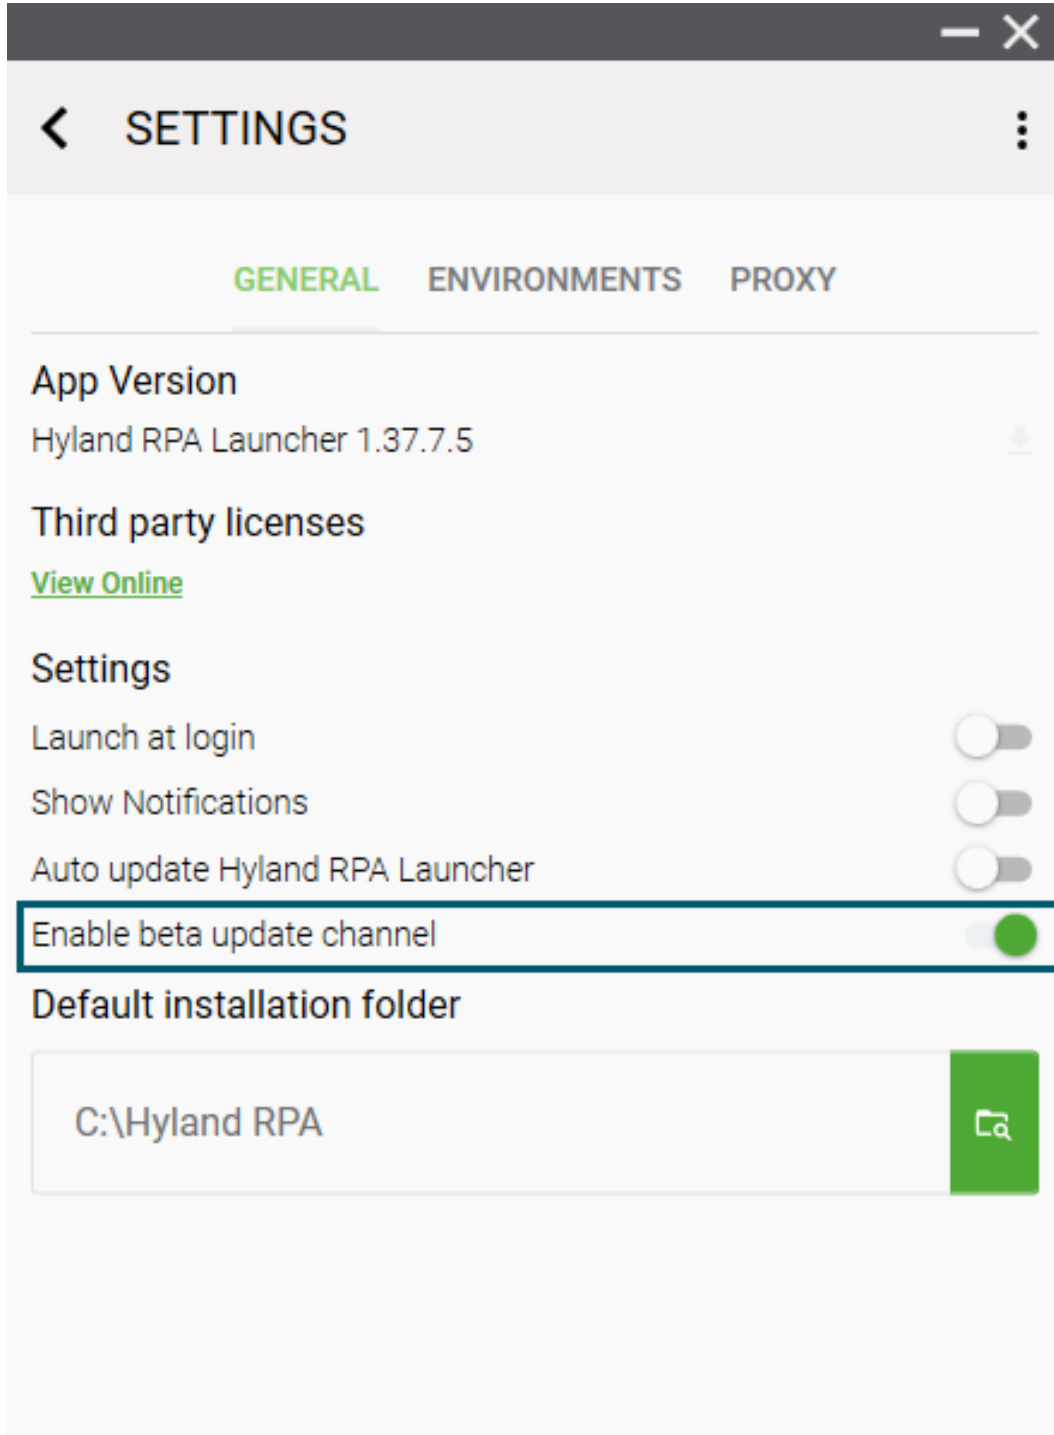 SETTINGS
GENERAL ENVIRONMENTS PROXY
App Version
Hyland RPA Launcher 1.37.7.5
Third party licenses
View Online
Settings
Launch at login
Show Notifications
Auto update Hyland RPA Launcher
Enable beta update channel
Default installation folder
C:\Hyland RPA